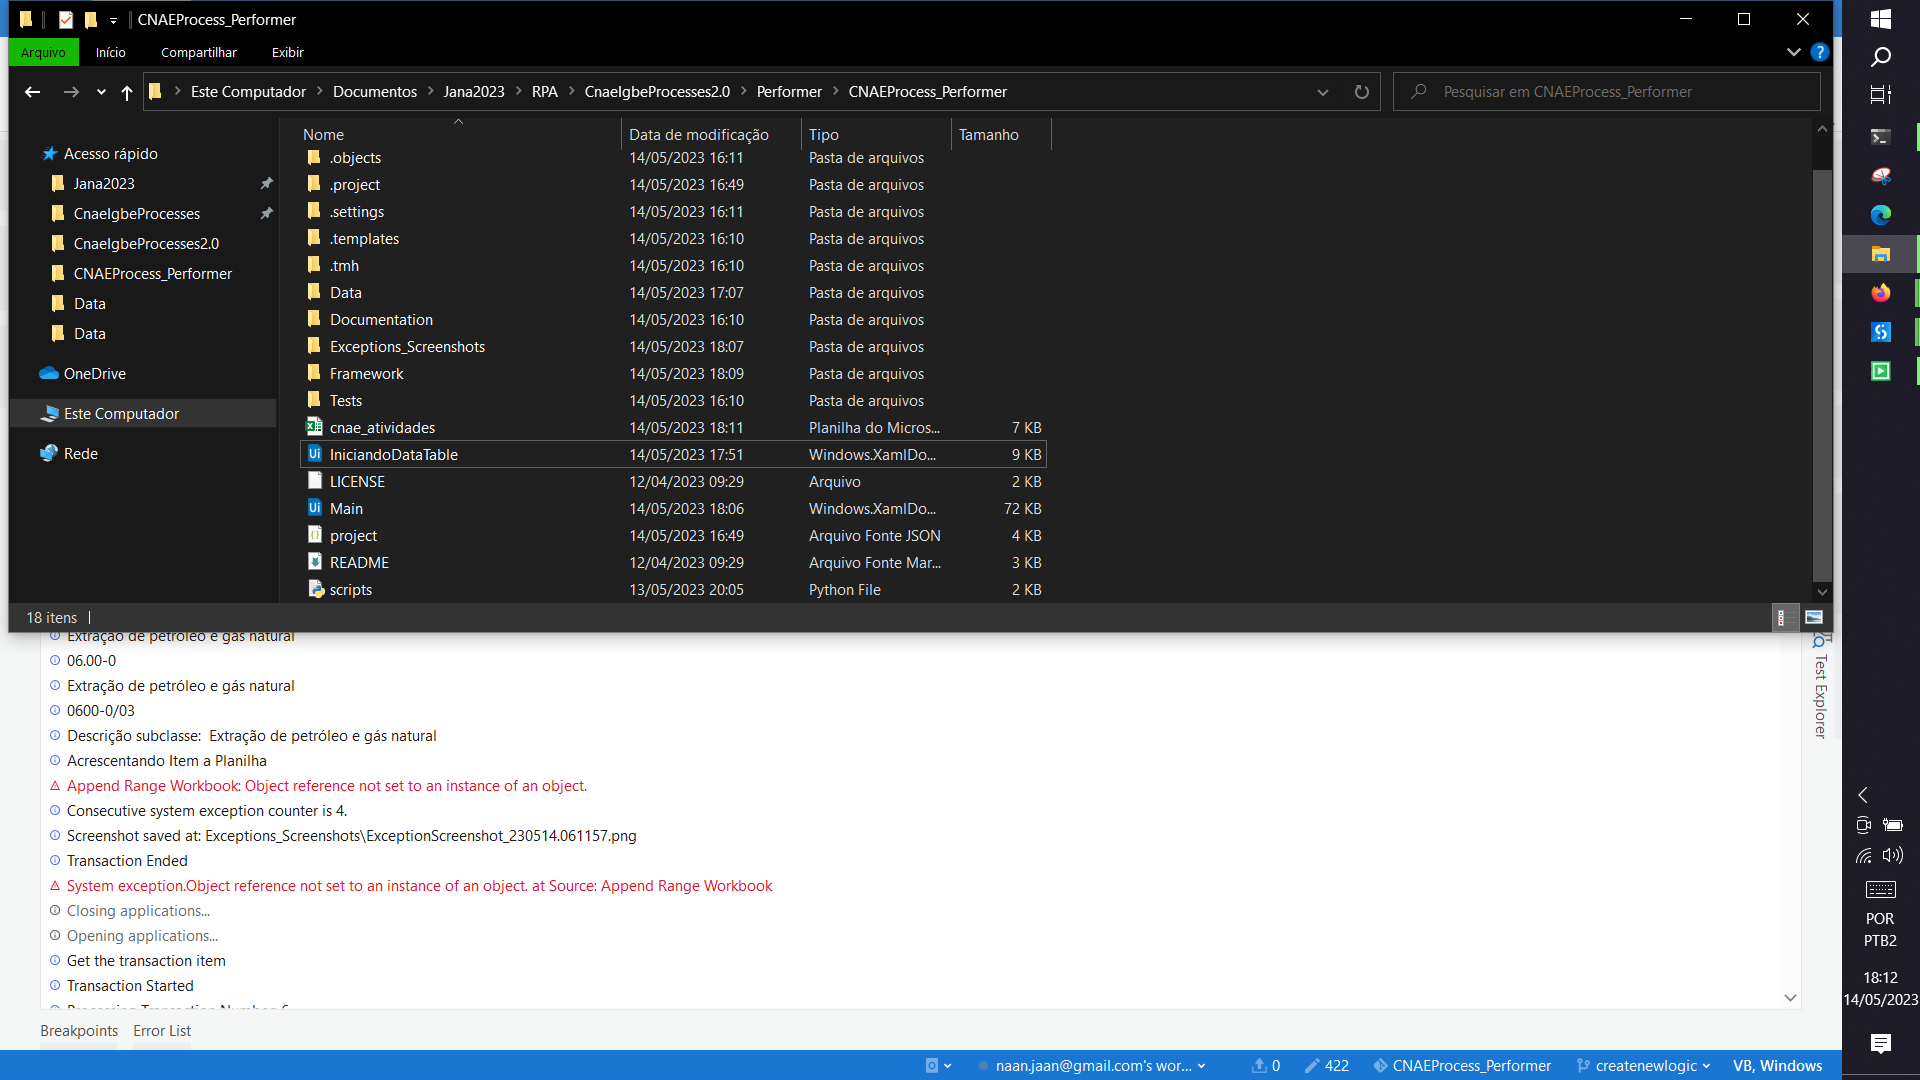 CNAEProcess_Performer
Arquivo Início Compartilhar Exibir
Este Computador Documentos Jana2023 RPA CnaeIgbeProcesses2.0 Performer CNAEProcess_Performer
Pesquisar em CNAEProcess_Performer
Acesso rápido
Jana2023
CnaeIgbeProcesses
CnaeIgbeProcesses2.0
CNAEProcess_Performer
Data
Data
OneDrive
Este Computador
Rede
Nome Data de modificação Tipo Tamanho
.objects 14/05/2023 16:11 Pasta de arquivos
.project 14/05/2023 16:49 Pasta de arquivos
.settings 14/05/2023 16:11 Pasta de arquivos
.templates 14/05/2023 16:10 Pasta de arquivos
.tmh 14/05/2023 16:10 Pasta de arquivos
Data 14/05/2023 17:07 Pasta de arquivos
Documentation 14/05/2023 16:10 Pasta de arquivos
Exceptions_Screenshots 14/05/2023 18:07 Pasta de arquivos
Framework 14/05/2023 18:09 Pasta de arquivos
Tests 14/05/2023 16:10 Pasta de arquivos
cnae_atividades 14/05/2023 18:11 Planilha do Micros... 7 KB
IniciandoDataTable 14/05/2023 17:51 Windows.XamlDo... 9 KB
LICENSE 12/04/2023 09:29 Arquivo 2 KB
Main 14/05/2023 18:06 Windows.XamlDo... 72 KB
project 14/05/2023 16:49 Arquivo Fonte JSON 4 KB
README 12/04/2023 09:29 Arquivo Fonte Mar... 3 KB
scripts 13/05/2023 20:05 Python File 2 KB
18 itens
Extração de petróleo e gás natural
06.00-0
Extração de petróleo e gás natural
0600-0/03
Descrição subclasse: Extração de petróleo e gás natural
Acrescentando Item a Planilha
Append Range Workbook: Object reference not set to an instance of an object.
Consecutive system exception counter is 4.
Screenshot saved at: Exceptions_Screenshots\ExceptionScreenshot_230514.061157.png
Transaction Ended
System exception.Object reference not set to an instance of an object. at Source: Append Range Workbook
Closing applications...
Opening applications...
Get the transaction item
Transaction Started
Processing Transaction Number: 6
Test Explorer
Breakpoints Error List
naan.jaan@gmail.com's wor... 0 422 CNAEProcess_Performer createnewlogic VB, Windows
POR
PTB2
18:12
14/05/2023